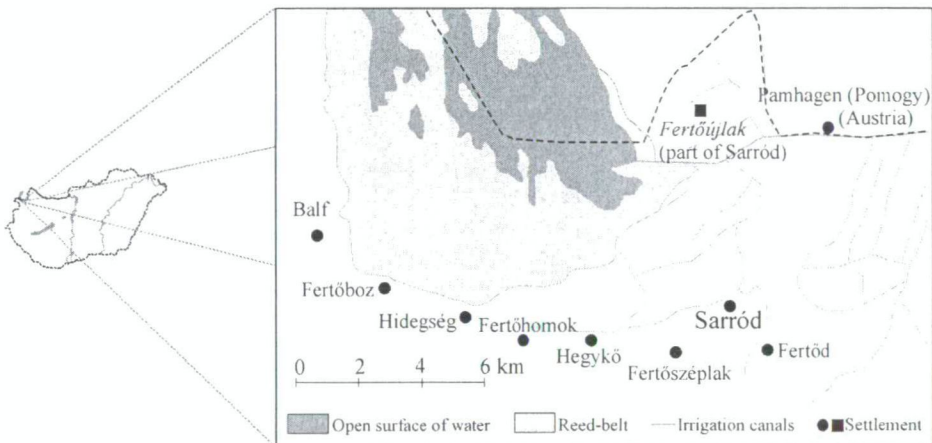 Pamhagen (Pomogy)
(Austria)
Fertőújlak
(part of Sarród)
Balf
Fertőboz
Hidegség
Fertőhomok
Sarród
Hegykő
Fertőszéplak
Fertőd
0 2 4 6 km
Open surface of water Reed-belt Irrigation canals Settlement